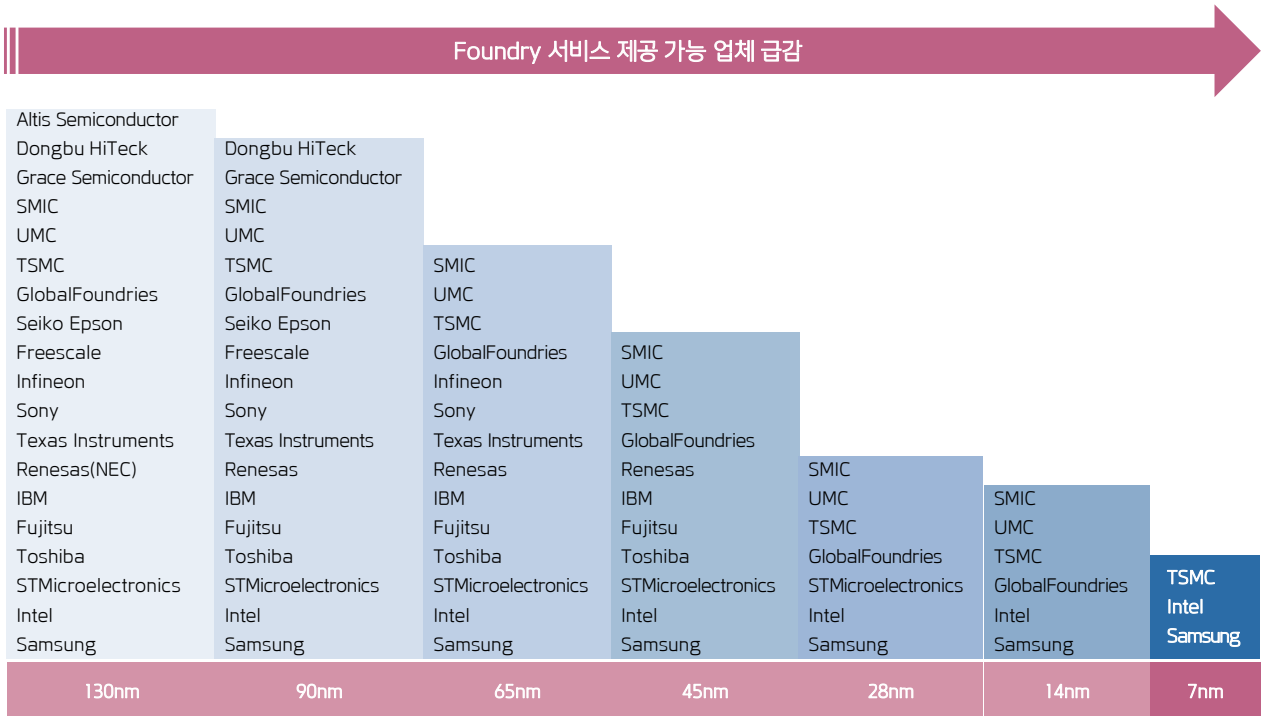 Foundry 서비스 제공 가능 업체 급감
Altis Semiconductor
Dongbu HiTeck
Grace Semiconductor
SMIC
UMC
TSMC
GlobalFoundries
Seiko Epson
Freescale
Infineon
Sony
Texas Instruments
Renesas(NEC)
IBM
Fujitsu
Toshiba
STMicroelectronics
Intel
Samsung
130nm
Dongbu HiTeck
Grace Semiconductor
SMIC
UMC
TSMC
GlobalFoundries
Seiko Epson
Freescale
Infineon
Sony
Texas Instruments
Renesas
IBM
Fujitsu
Toshiba
STMicroelectronics
Intel
Samsung
90nm
SMIC
UMC
TSMC
GlobalFoundries
Infineon
Sony
Texas Instruments
Renesas
IBM
Fujitsu
Toshiba
STMicroelectronics
Intel
Samsung
65nm
SMIC
UMC
TSMC
GlobalFoundries
Renesas
IBM
Fujitsu
Toshiba
STMicroelectronics
Intel
Samsung
45nm
SMIC
UMC
TSMC
GlobalFoundries
STMicroelectronics
Intel
Samsung
28nm
SMIC
UMC
TSMC
GlobalFoundries
Intel
Samsung
14nm
TSMC
Intel
Samsung
7nm